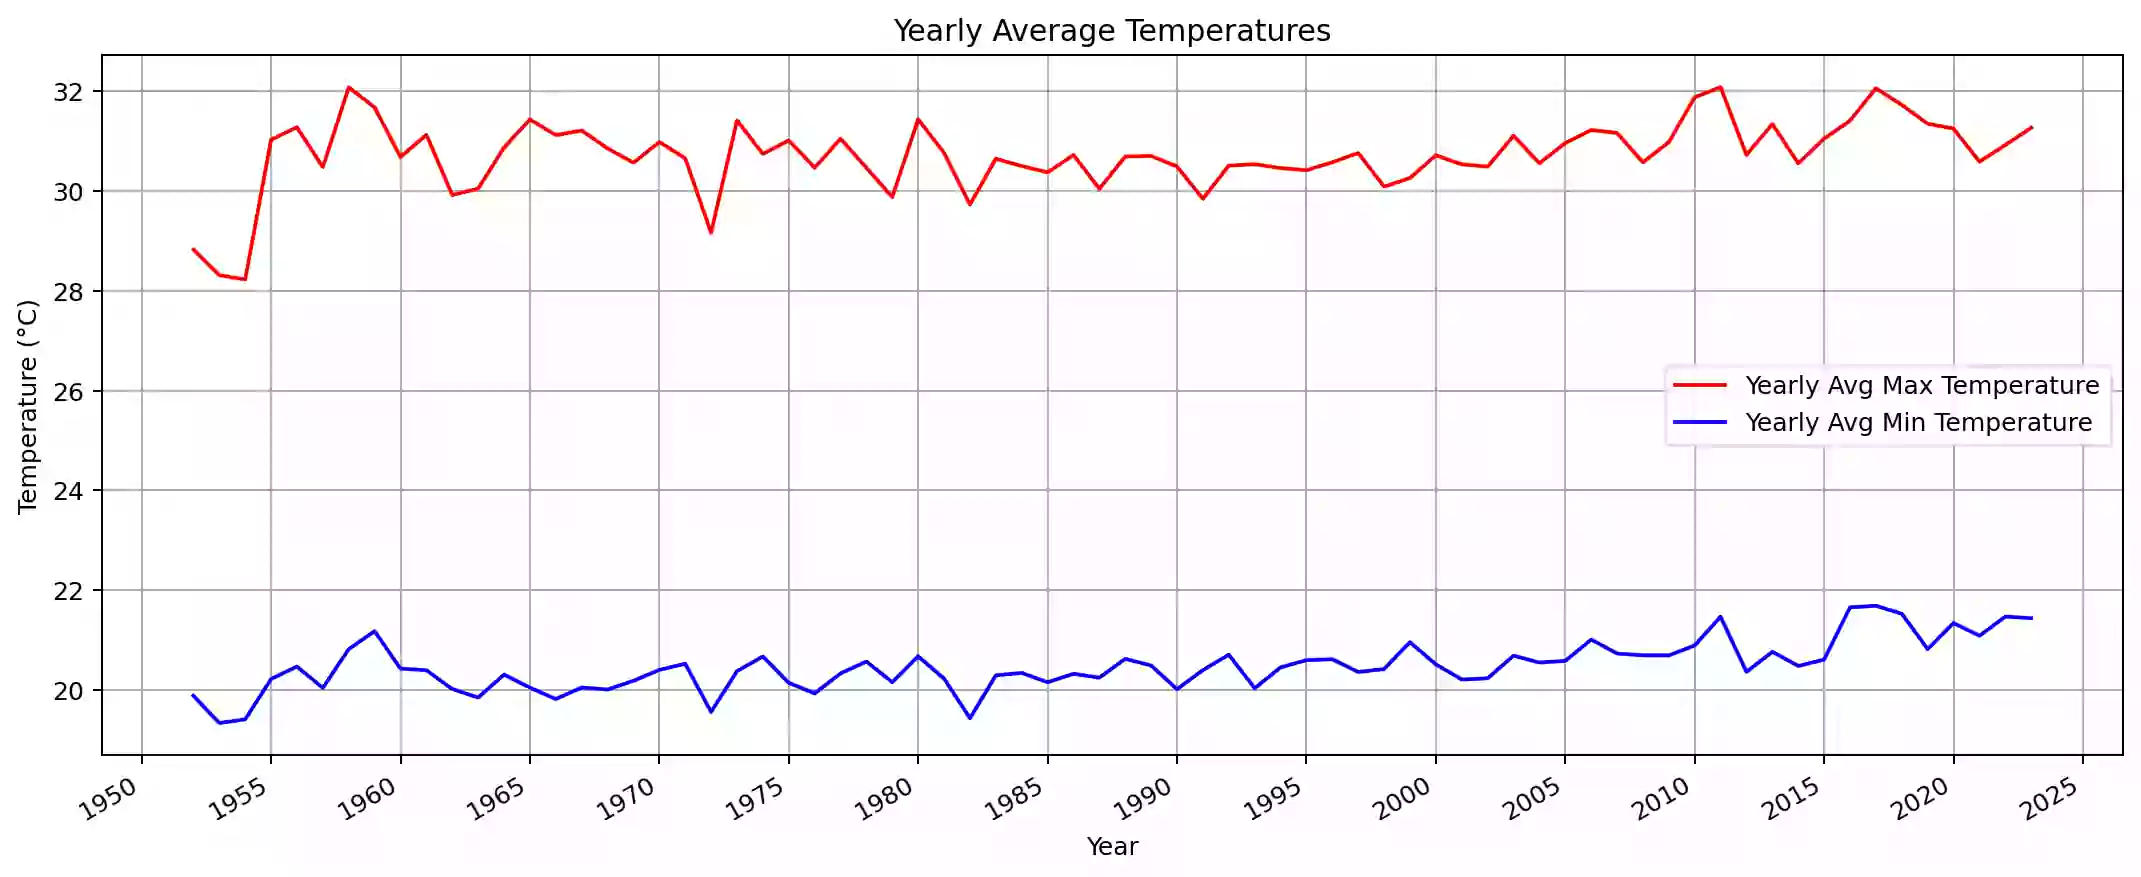 Yearly Average Temperatures
32
30
28
26
24
22
20
Temperature (°C)
Yearly Avg Max Temperature
Yearly Avg Min Temperature
1950 1955 1960 1965 1970 1975 1980 1985 1990 1995 2000 2005 2010 2015 2020 2025
Year